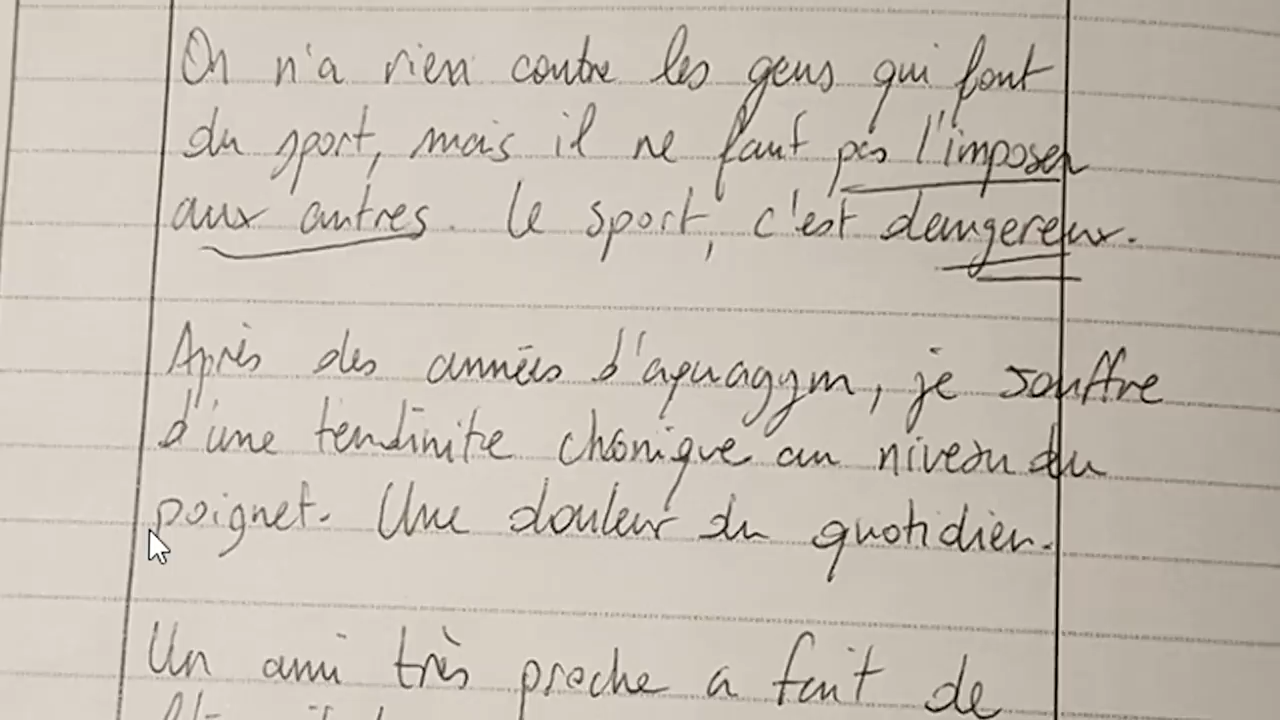 On n'a rien contre les gens qui font
du sport, mais il ne faut pas l'imposer
aux autres. Le sport, c'est dangereux.
Après des années d'aquagym, je souffre
d'une tendinite chronique au niveau du
poignet. Une douleur du quotidien.
Un ami très proche a fait de